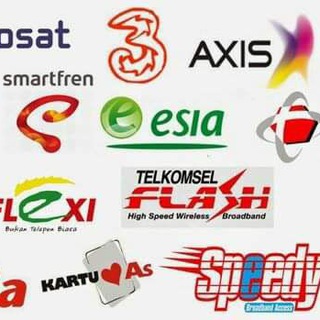 osat
3
AXIS
smartfren
esia
FLEXI
Bukan Telepon Biasa
TELKOMSEL
FLASH
High Speed Wireless Broadband
a
KARTU As
Speedy
Broadband Access